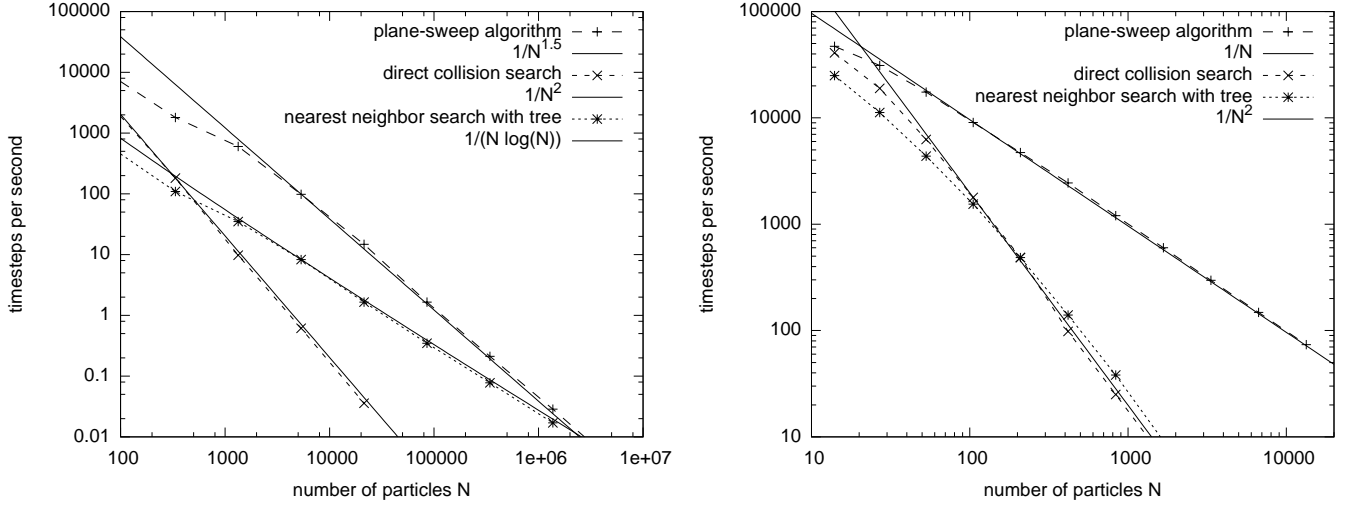 100000
10000
1000
100
10
1
0.1
0.01
100
1000
10000
100000
1e+06
1e+07
timesteps per second
number of particles N
plane-sweep algorithm
1/N^1.5
direct collision search
1/N^2
nearest neighbor search with tree
1/(N log(N))
100000
10000
1000
100
10
10
100
1000
10000
timesteps per second
number of particles N
plane-sweep algorithm
1/N
direct collision search
nearest neighbor search with tree
1/N^2